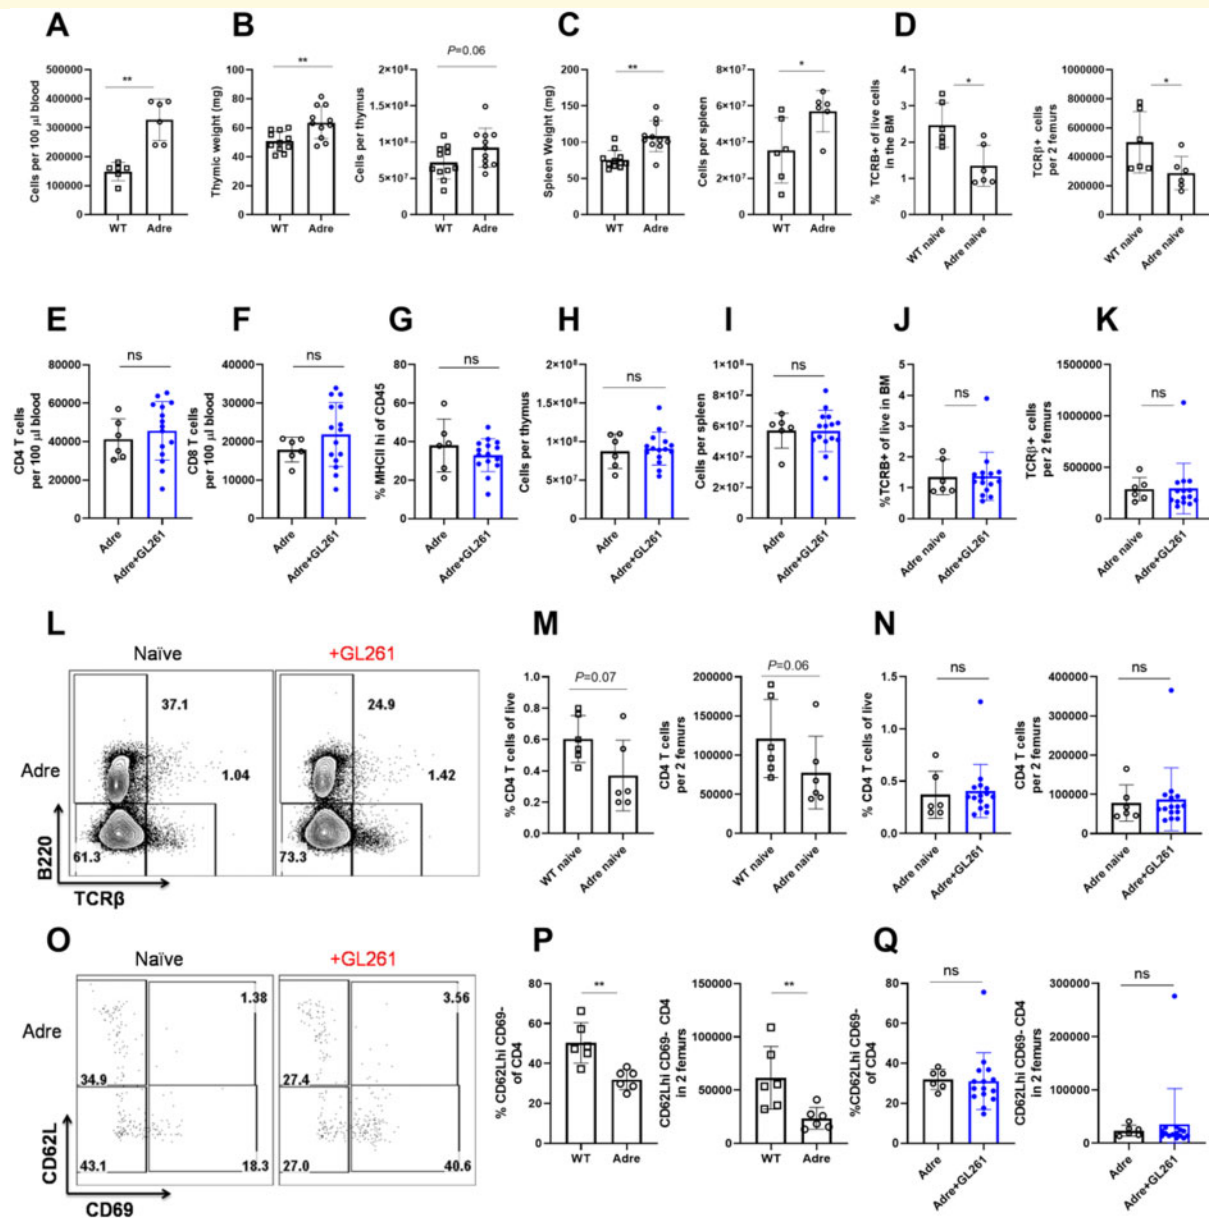 A
Cells per 100 µl blood
500000
400000
300000
200000
100000
0
**
WT
Adre
B
Thymic weight (mg)
100
80
60
40
20
0
**
WT
Adre
Cells per thymus
2×10⁸
1.5×10⁸
1×10⁸
5×10⁷
0
P=0.06
WT
Adre
C
Spleen Weight (mg)
200
150
100
50
0
**
WT
Adre
Cells per spleen
8×10⁷
6×10⁷
4×10⁷
2×10⁷
0
*
WT
Adre
D
% TCRB+ of live cells
in the BM
4
3
2
1
0
*
WT naive
Adre naive
TCRβ+ cells
per 2 femurs
1000000
800000
600000
400000
200000
0
*
WT naive
Adre naive
E
CD4 T cells
per 100 µl blood
80000
60000
40000
20000
0
ns
Adre
Adre+GL261
F
CD8 T cells
per 100 µl blood
40000
30000
20000
10000
0
ns
Adre
Adre+GL261
G
% MHCII hi of CD45
80
60
40
20
0
ns
Adre
Adre+GL261
H
Cells per thymus
2×10⁸
1.5×10⁸
1×10⁸
5×10⁷
0
ns
Adre
Adre+GL261
I
Cells per spleen
1×10⁸
8×10⁷
6×10⁷
4×10⁷
2×10⁷
0
ns
Adre
Adre+GL261
J
%TCRB+ of live in BM
5
4
3
2
1
0
ns
Adre naive
Adre+GL261
K
TCRβ+ cells
per 2 femurs
1500000
1000000
500000
0
ns
Adre naive
Adre+GL261
L
Naïve
+GL261
Adre
37.1
1.04
61.3
24.9
1.42
73.3
B220
TCRβ
M
% CD4 T cells of live
1.0
0.8
0.6
0.4
0.2
0.0
P=0.07
WT naive
Adre naive
CD4 T cells
per 2 femurs
200000
150000
100000
50000
0
P=0.06
WT naive
Adre naive
N
% CD4 T cells of live
1.5
1.0
0.5
0.0
ns
Adre naive
Adre+GL261
CD4 T cells
per 2 femurs
400000
300000
200000
100000
0
ns
Adre naive
Adre+GL261
O
Naïve
+GL261
Adre
1.38
34.9
43.1
18.3
3.56
27.4
27.0
40.6
CD62L
CD69
P
% CD62Lhi CD69-
of CD4
80
60
40
20
0
**
WT
Adre
CD62Lhi CD69- CD4
in 2 femurs
150000
100000
50000
0
**
WT
Adre
Q
%CD62Lhi CD69-
of CD4
80
60
40
20
0
ns
Adre
Adre+GL261
CD62Lhi CD69- CD4
in 2 femurs
300000
200000
100000
0
ns
Adre
Adre+GL261